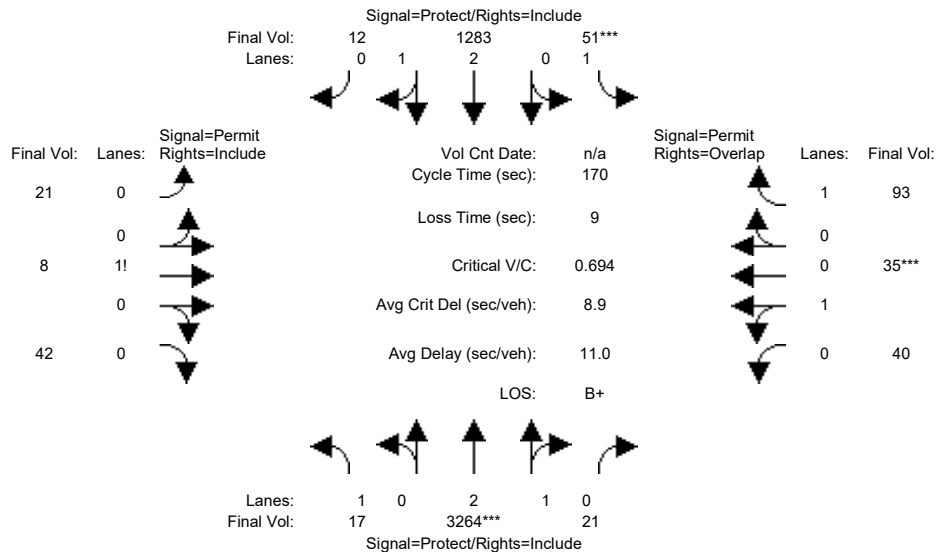 Signal=Protect/Rights=Include
Final Vol: 12 1283 51***
Lanes: 0 1 2 0 1
Signal=Permit
Final Vol: Lanes: Rights=Include
Vol Cnt Date: n/a
Signal=Permit
Rights=Overlap Lanes: Final Vol:
Cycle Time (sec): 170
21 0
1 93
Loss Time (sec): 9
0
0
8 1!
Critical V/C: 0.694
0 35***
0
Avg Crit Del (sec/veh): 8.9
1
42 0
Avg Delay (sec/veh): 11.0
0 40
LOS: B+
Lanes: 1 0 2 1 0
Final Vol: 17 3264*** 21
Signal=Protect/Rights=Include